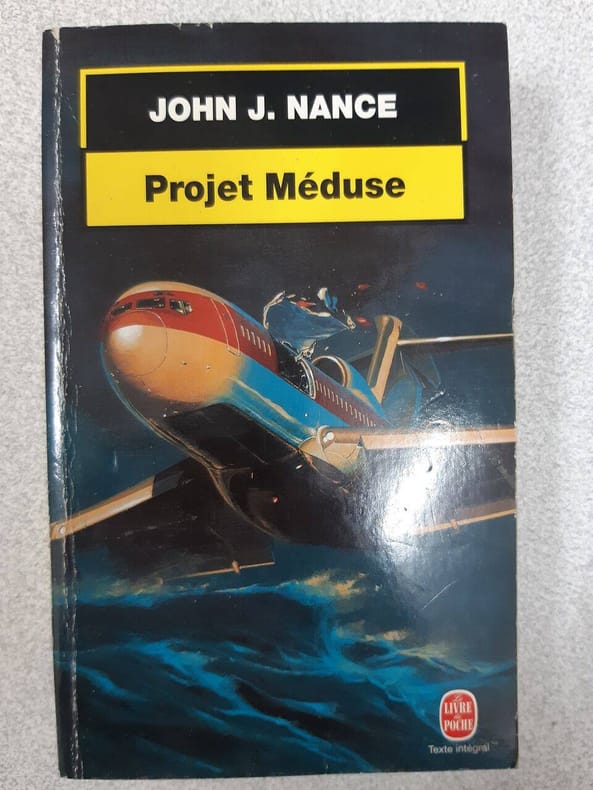 JOHN J. NANCE
Projet Méduse
Le
LIVRE
de
POCHE
Texte intégral